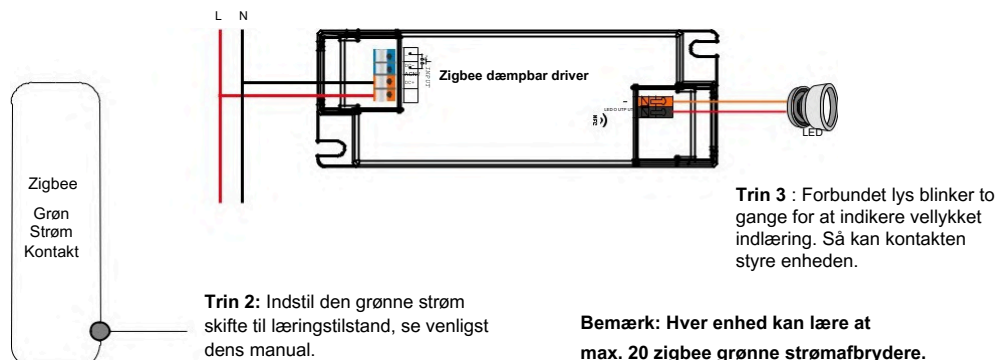 L N
Zigbee dæmpbar driver
LED
Zigbee
Grøn
Strøm
Kontakt
Trin 3 : Forbundet lys blinker to
gange for at indikere vellykket
indlæring. Så kan kontakten
styre enheden.
Trin 2: Indstil den grønne strøm
skifte til læringstilstand, se venligst
dens manual.
Bemærk: Hver enhed kan lære at
max. 20 zigbee grønne strømafbrydere.